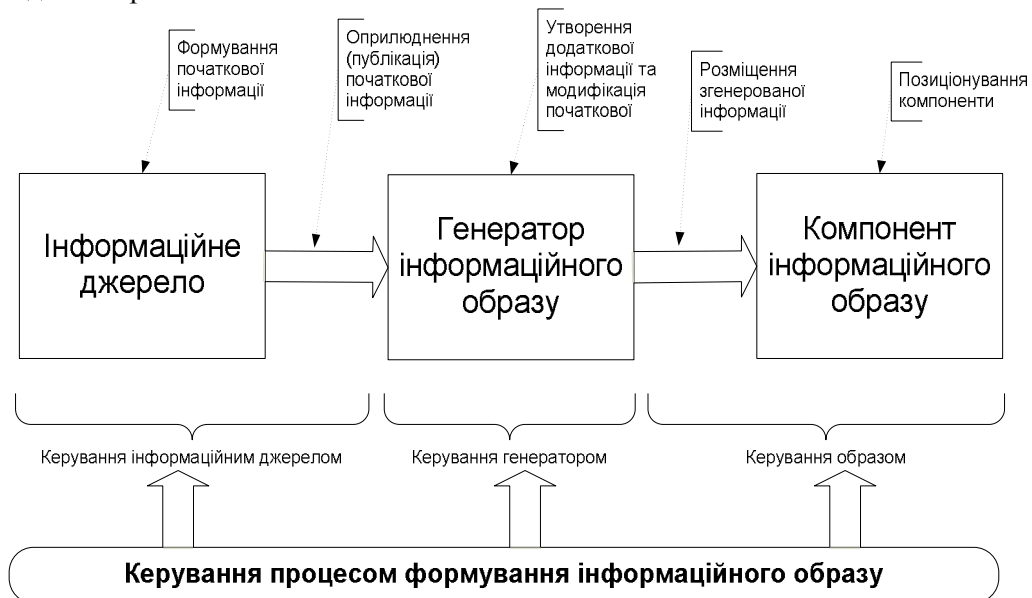 Формування
початкової
інформації
Оприлюднення
(публікація)
початкової
інформації
Утворення
додаткової
інформації та
модифікація
початкової
Розміщення
згенерованої
інформації
Позиціонування
компоненти
Інформаційне
джерело
Генератор
інформаційного
образу
Компонент
інформаційного
образу
Керування інформаційним джерелом
Керування генератором
Керування образом
Керування процесом формування інформаційного образу